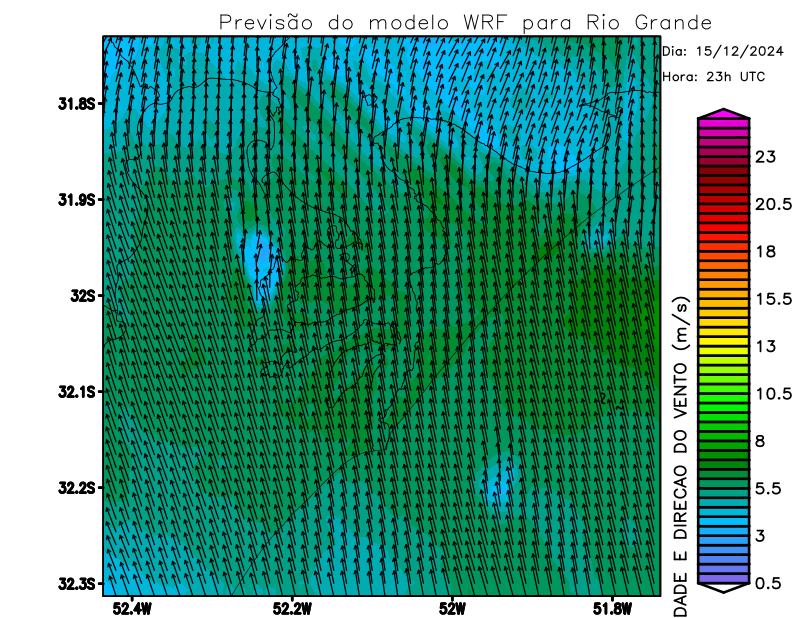 Previsão do modelo WRF para Rio Grande
Dia: 15/12/2024
Hora: 23h UTC
31.8S
31.9S
32S
32.1S
32.2S
32.3S
52.4W
52.2W
52W
51.8W
23
20.5
18
15.5
13
10.5
8
5.5
3
0.5
DADE E DIRECAO DO VENTO (m/s)